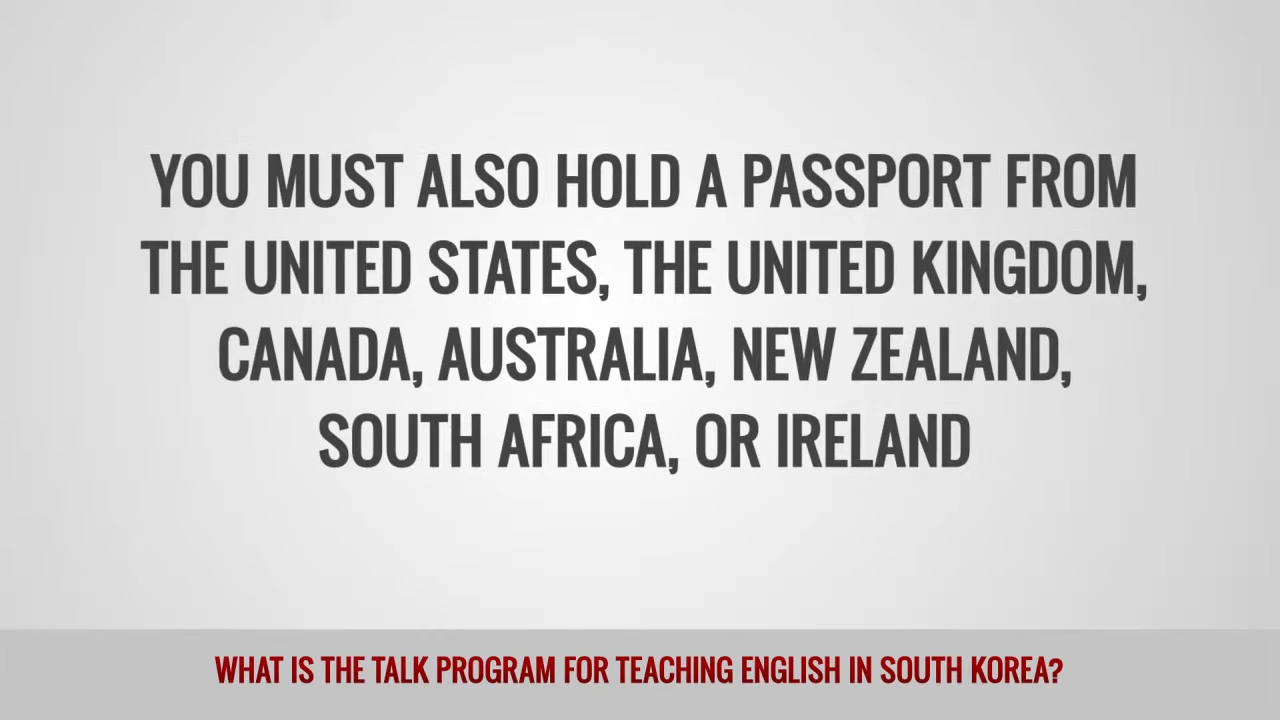 YOU MUST ALSO HOLD A PASSPORT FROM
THE UNITED STATES, THE UNITED KINGDOM,
CANADA, AUSTRALIA, NEW ZEALAND,
SOUTH AFRICA, OR IRELAND
WHAT IS THE TALK PROGRAM FOR TEACHING ENGLISH IN SOUTH KOREA?